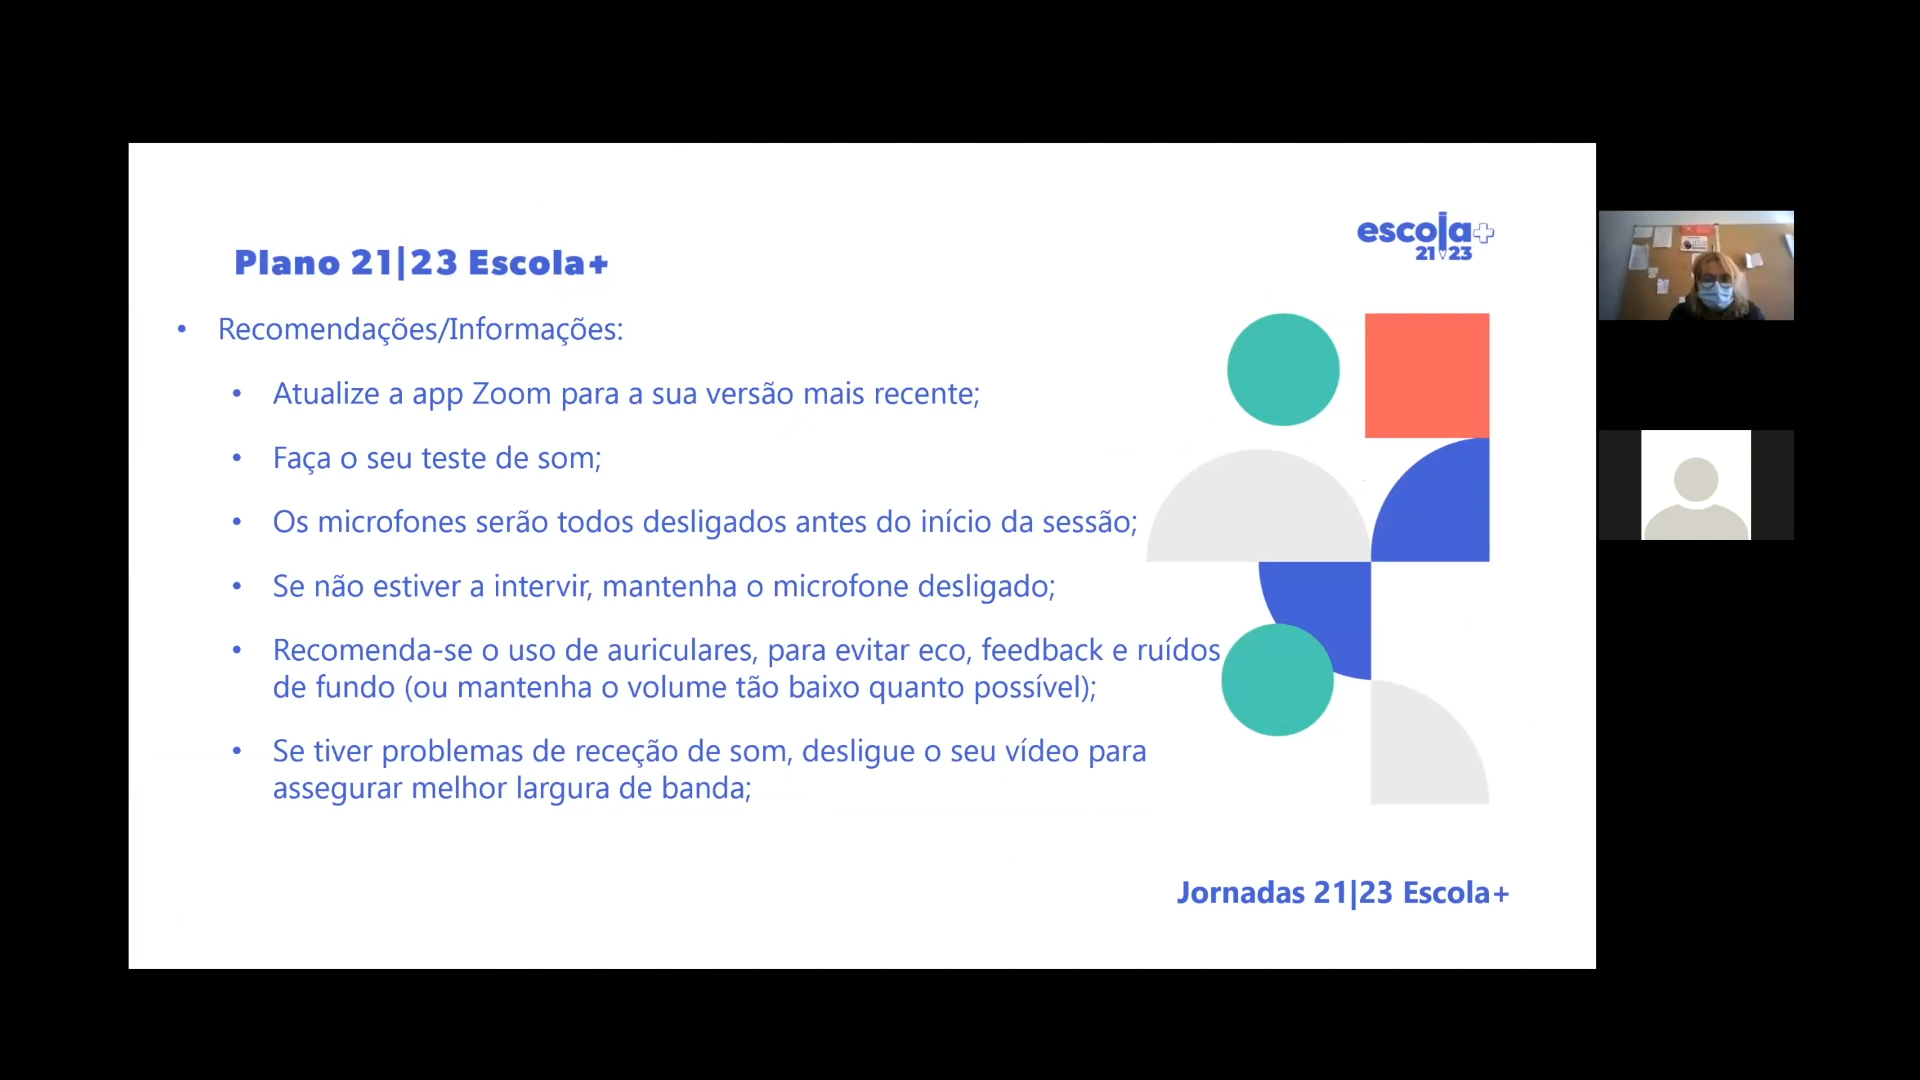 escola+
21 23
Plano 21|23 Escola+
• Recomendações/Informações:
• Atualize a app Zoom para a sua versão mais recente;
• Faça o seu teste de som;
• Os microfones serão todos desligados antes do início da sessão;
• Se não estiver a intervir, mantenha o microfone desligado;
• Recomenda-se o uso de auriculares, para evitar eco, feedback e ruídos
de fundo (ou mantenha o volume tão baixo quanto possível);
• Se tiver problemas de receção de som, desligue o seu vídeo para
assegurar melhor largura de banda;
Jornadas 21|23 Escola+